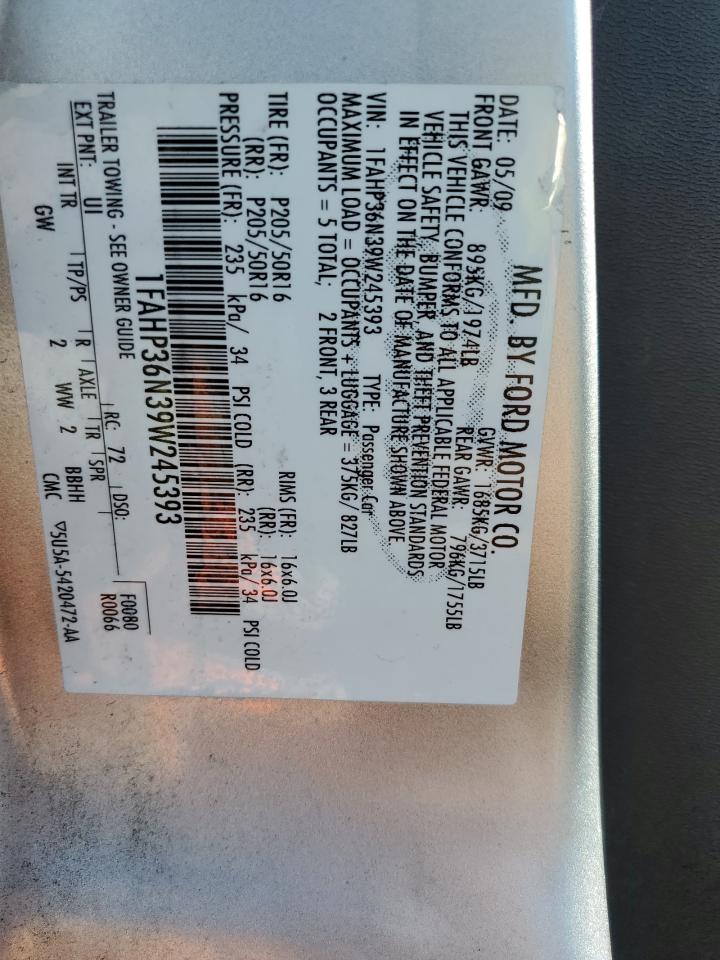 MFD. BY FORD MOTOR CO.
DATE: 05/09 GVWR: 1685KG/3715LB
FRONT GAWR: 895KG/1974LB REAR GAWR: 796KG/1755LB
THIS VEHICLE CONFORMS TO ALL APPLICABLE FEDERAL MOTOR
VEHICLE SAFETY, BUMPER, AND THEFT PREVENTION STANDARDS
IN EFFECT ON THE DATE OF MANUFACTURE SHOWN ABOVE.
VIN: 1FAHP36N39W245393 TYPE: Passenger Car
MAXIMUM LOAD = OCCUPANTS + LUGGAGE = 375KG/827LB
OCCUPANTS = 5 TOTAL; 2 FRONT, 3 REAR
TIRE (FR): P205/50R16 RIMS (FR): 16x6.0J
(RR): P205/50R16 (RR): 16x6.0J
PRESSURE (FR): 235 kPa/ 34 PSI COLD (RR): 235 kPa/34 PSI COLD
1FAHP36N39W245393
TRAILER TOWING - SEE OWNER GUIDE
F0080
EXT PNT: UI RC: 72 DSO: R0066
INT TR TP/PS R AXLE TR SPR BBHH
GW 2 WW 2 CMC ▽5U5A-5420472-AA